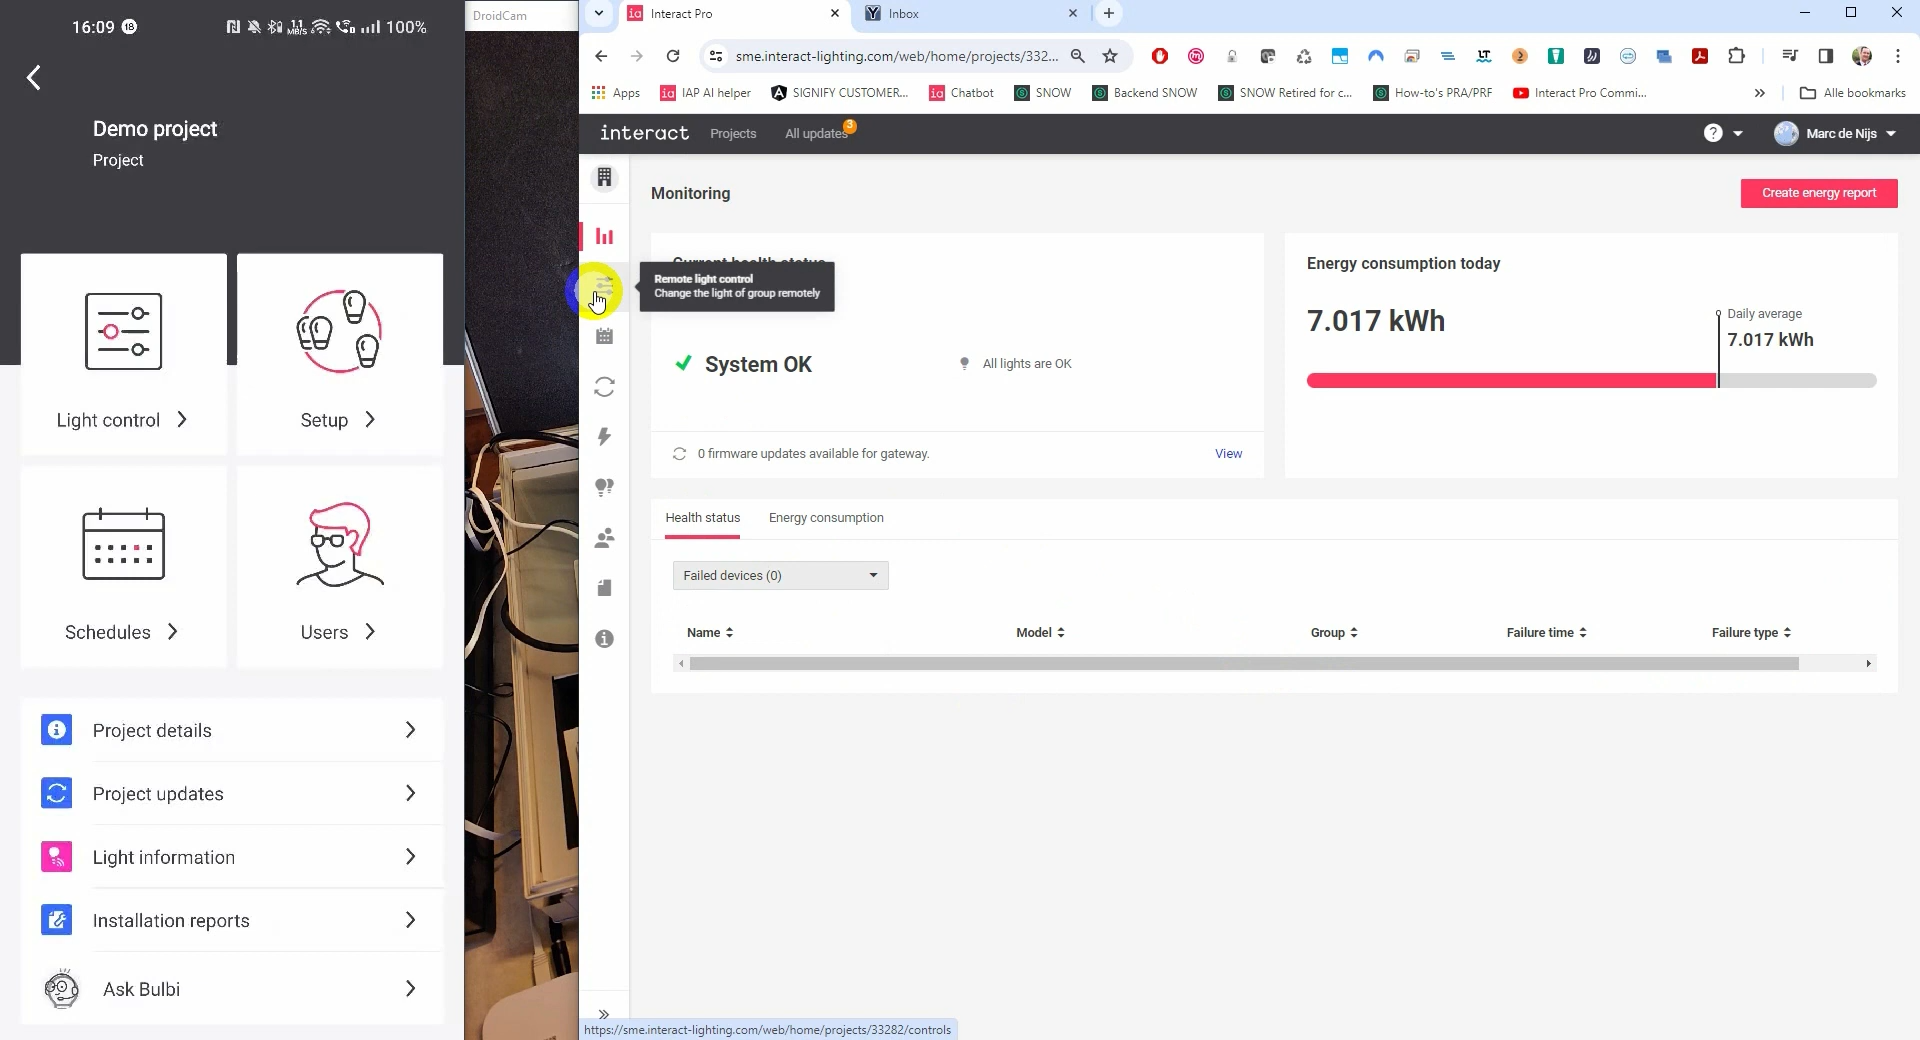 16:09 18
11
MB/S
100%
Demo project
Project
Light control
Setup
Schedules
Users
Project details
Project updates
Light information
Installation reports
Ask Bulbi
DroidCam
Interact Pro
Inbox
sme.interact-lighting.com/web/home/projects/332...
Apps
IAP AI helper
SIGNIFY CUSTOMER...
Chatbot
SNOW
Backend SNOW
SNOW Retired for c...
How-to's PRA/PRF
Interact Pro Commi...
Alle bookmarks
interact
Projects
All updates
3
Marc de Nijs
Monitoring
Create energy report
Current health status
Remote light control
Change the light of group remotely
System OK
All lights are OK
0 firmware updates available for gateway.
View
Energy consumption today
7.017 kWh
Daily average
7.017 kWh
Health status
Energy consumption
Failed devices (0)
Name
Model
Group
Failure time
Failure type
https://sme.interact-lighting.com/web/home/projects/33282/controls